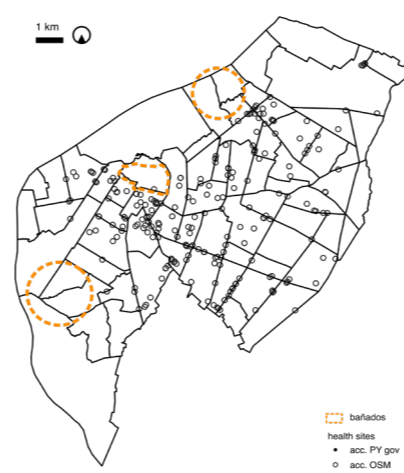 1 km
bañados
health sites
acc. PY gov
acc. OSM